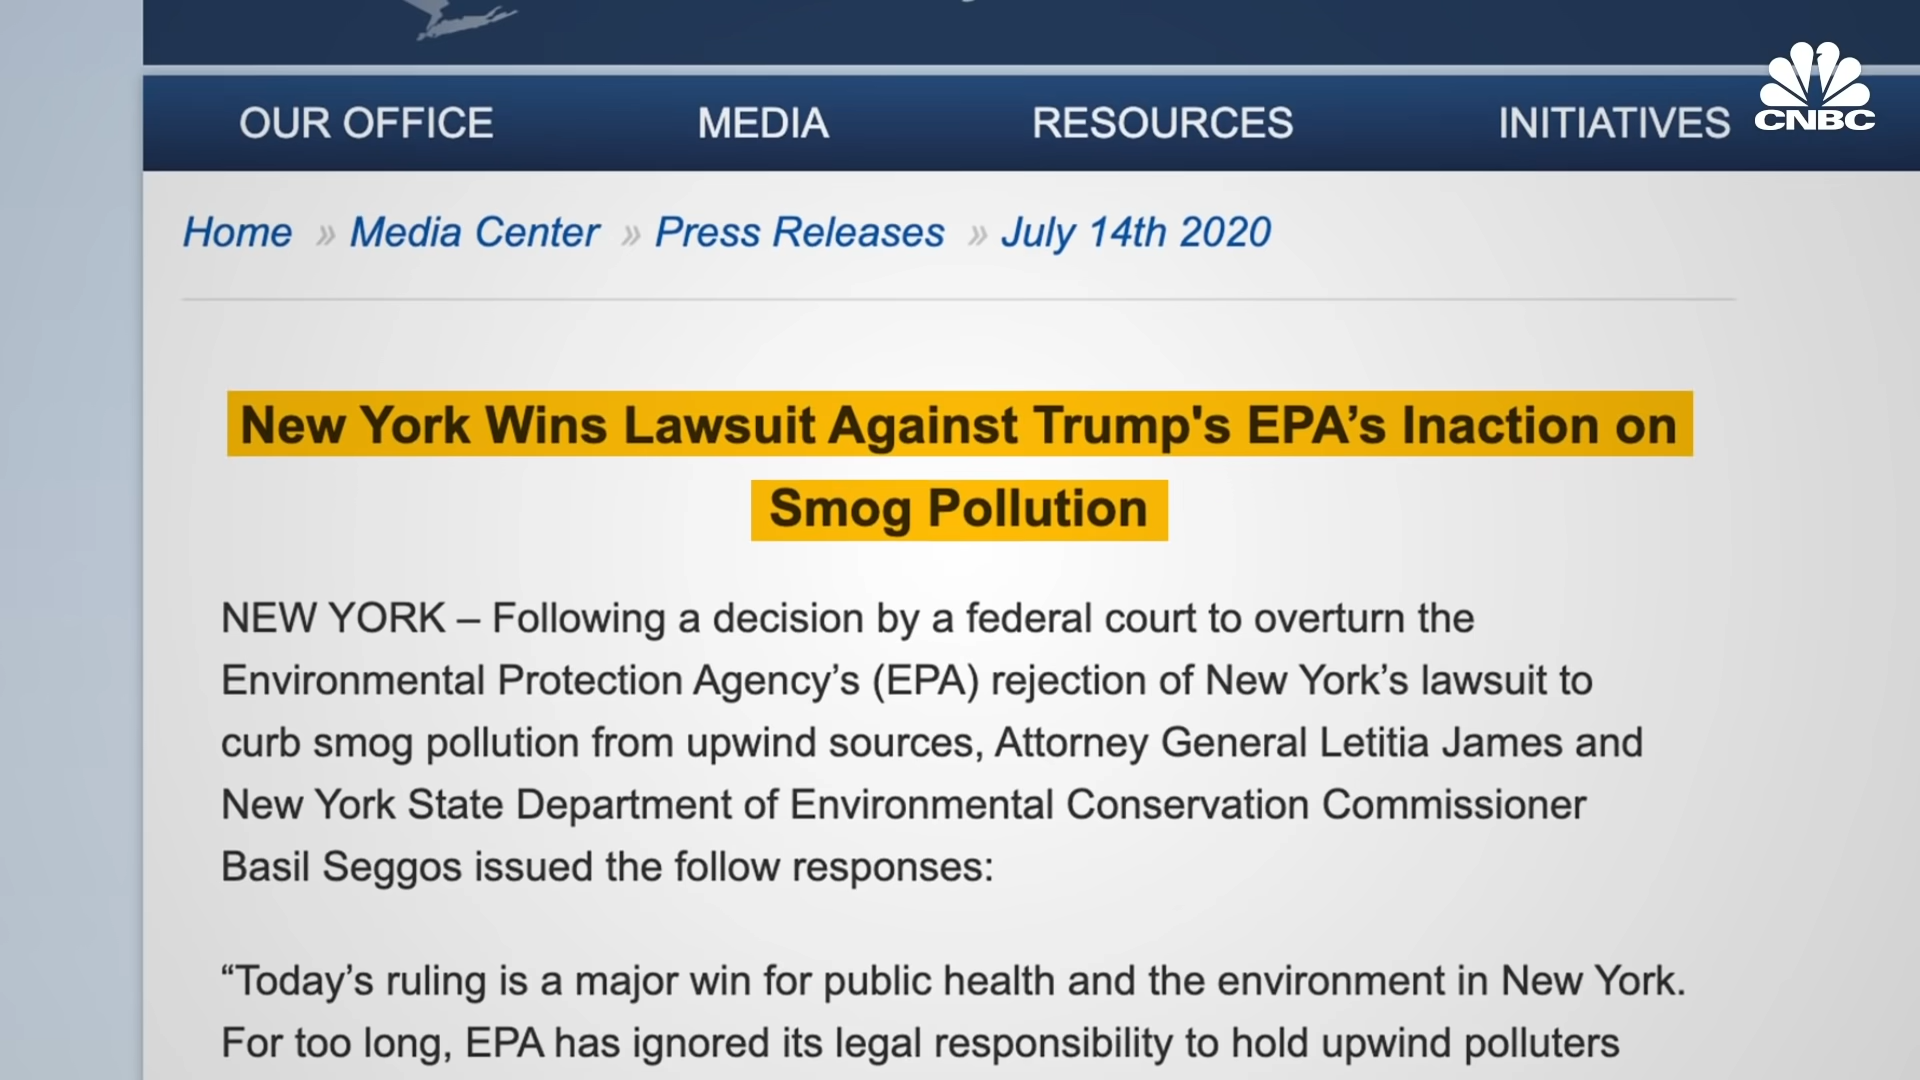 CNBC
OUR OFFICE MEDIA RESOURCES INITIATIVES
Home » Media Center » Press Releases » July 14th 2020
New York Wins Lawsuit Against Trump's EPA’s Inaction on
Smog Pollution
NEW YORK – Following a decision by a federal court to overturn the
Environmental Protection Agency’s (EPA) rejection of New York’s lawsuit to
curb smog pollution from upwind sources, Attorney General Letitia James and
New York State Department of Environmental Conservation Commissioner
Basil Seggos issued the follow responses:
“Today’s ruling is a major win for public health and the environment in New York.
For too long, EPA has ignored its legal responsibility to hold upwind polluters